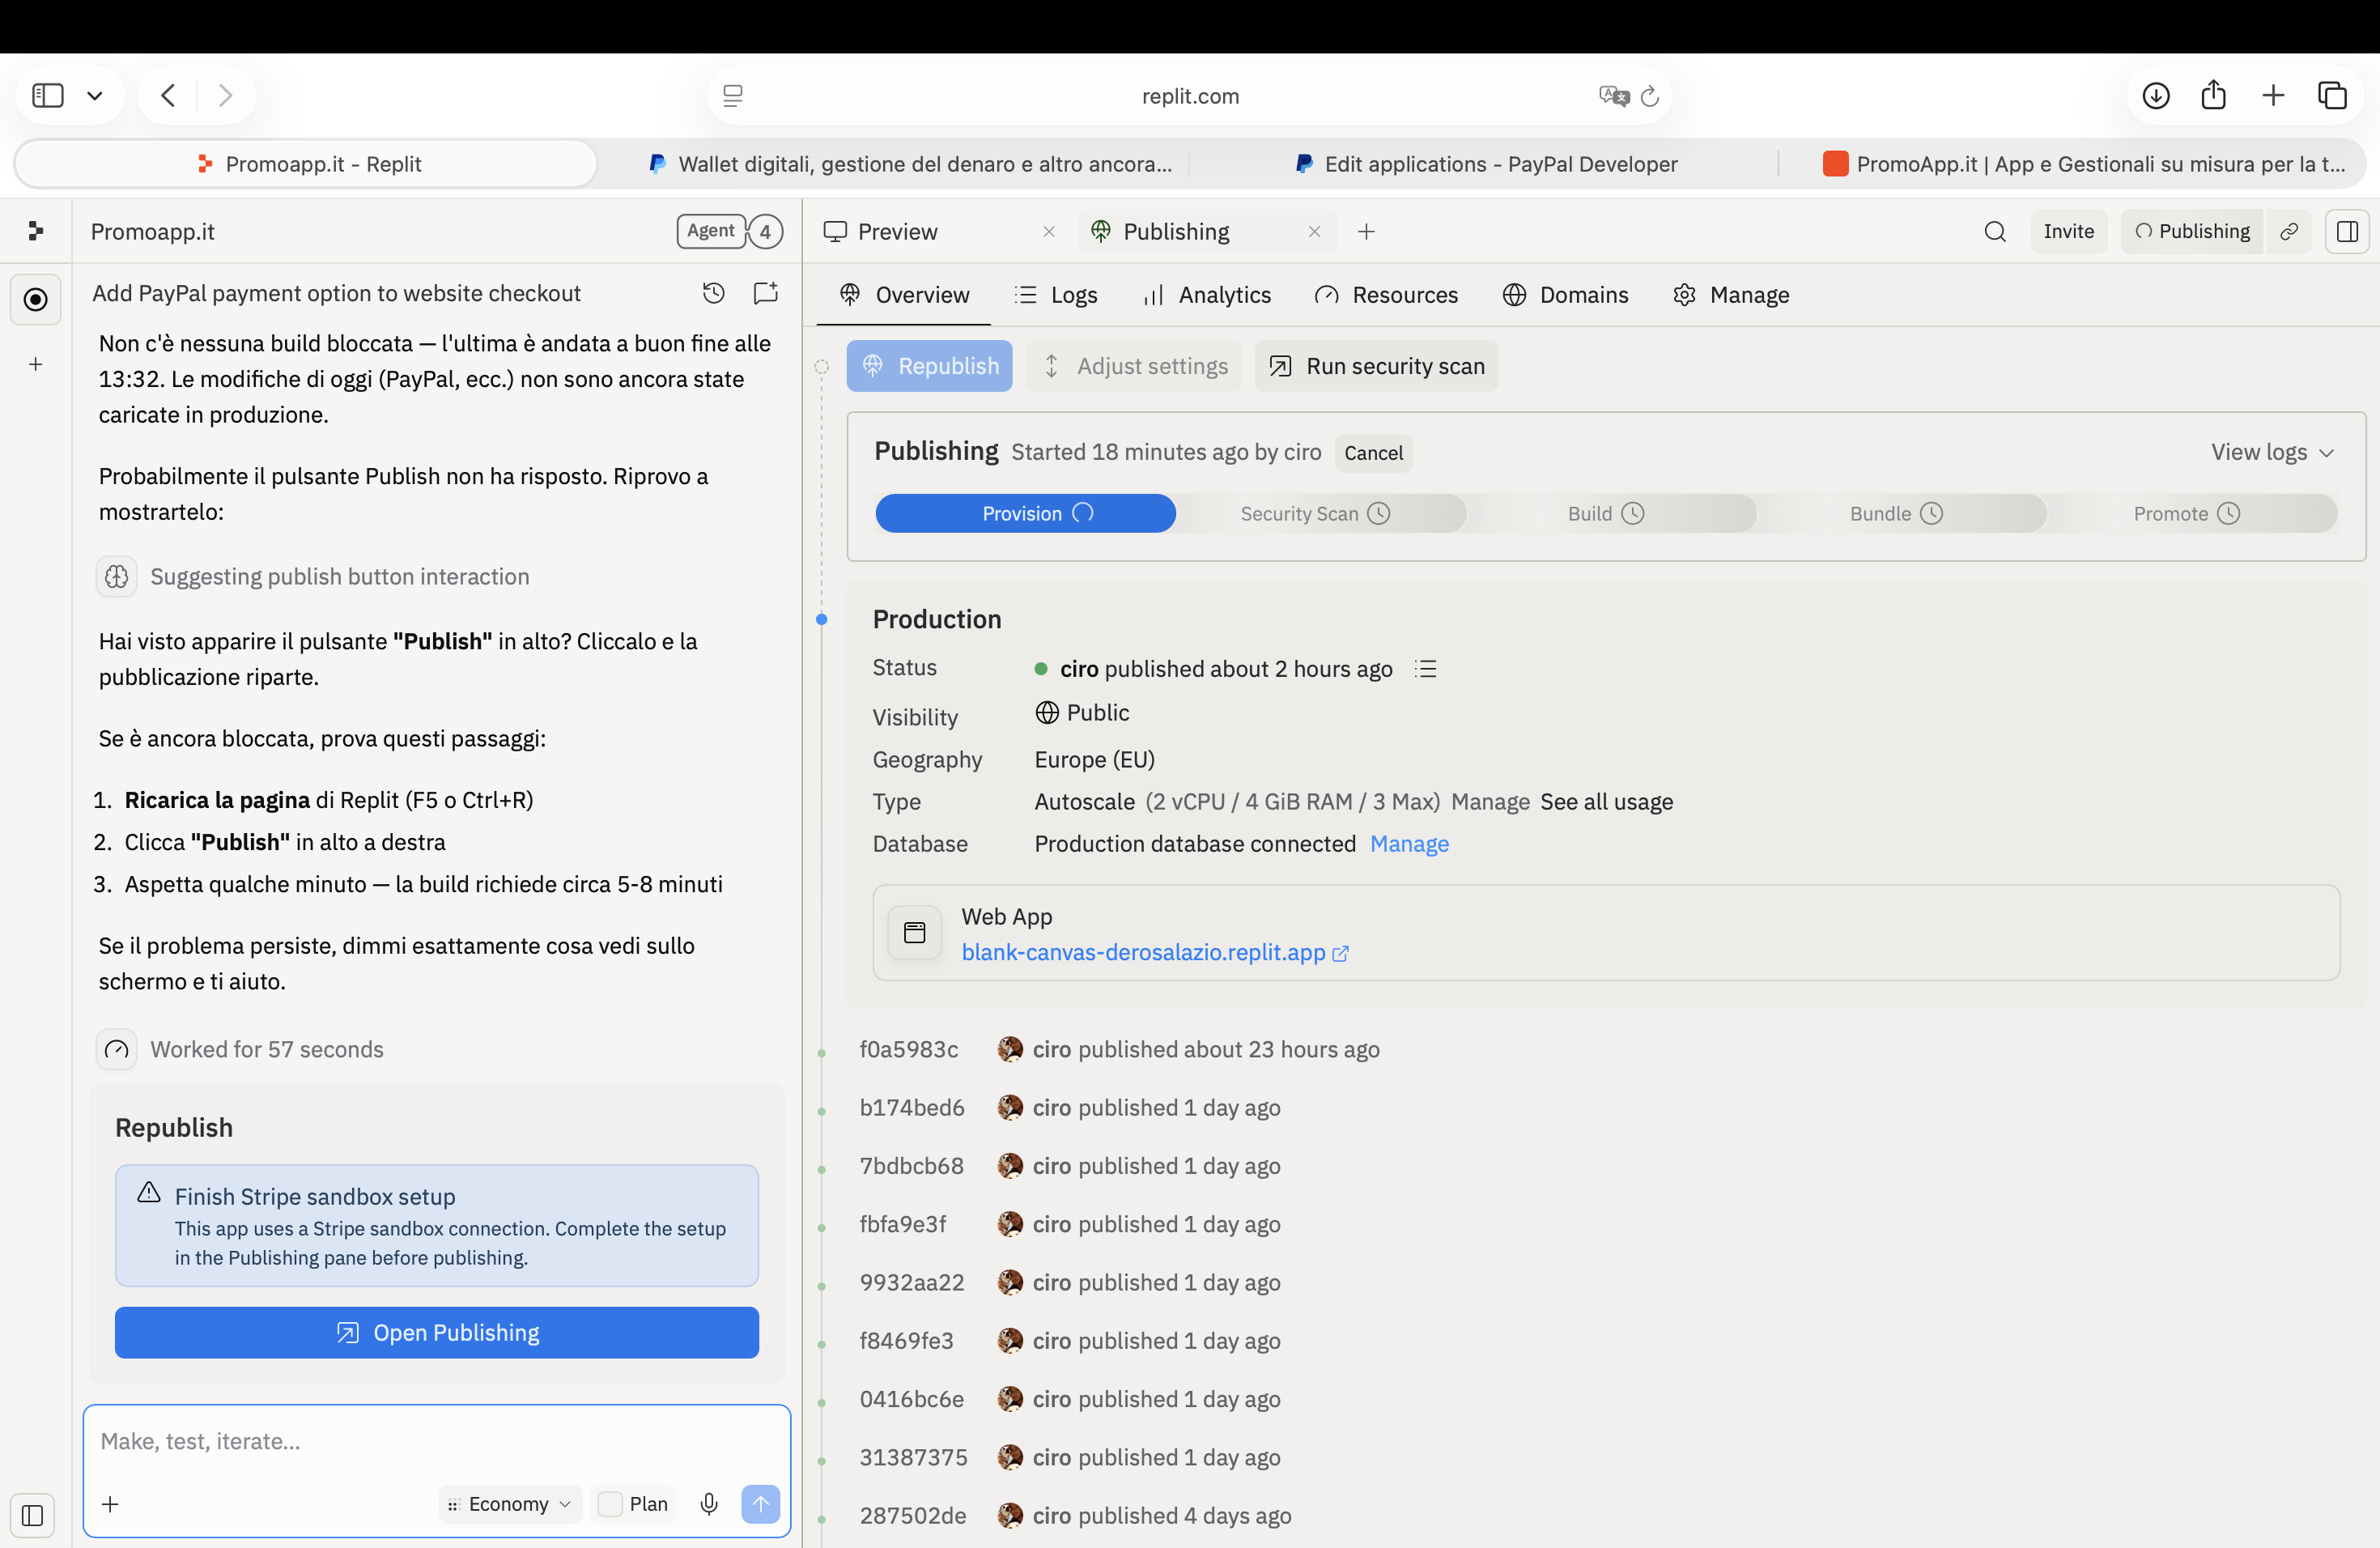 replit.com
Promoapp.it - Replit
Wallet digitali, gestione del denaro e altro ancora...
Edit applications - PayPal Developer
PromoApp.it | App e Gestionali su misura per la t...
Promoapp.it
Agent 4
Add PayPal payment option to website checkout
Non c'è nessuna build bloccata — l'ultima è andata a buon fine alle
13:32. Le modifiche di oggi (PayPal, ecc.) non sono ancora state
caricate in produzione.
Probabilmente il pulsante Publish non ha risposto. Riprovo a
mostrartelo:
Suggesting publish button interaction
Hai visto apparire il pulsante "Publish" in alto? Cliccalo e la
pubblicazione riparte.
Se è ancora bloccata, prova questi passaggi:
1. Ricarica la pagina di Replit (F5 o Ctrl+R)
2. Clicca "Publish" in alto a destra
3. Aspetta qualche minuto — la build richiede circa 5-8 minuti
Se il problema persiste, dimmi esattamente cosa vedi sullo
schermo e ti aiuto.
Worked for 57 seconds
Republish
Finish Stripe sandbox setup
This app uses a Stripe sandbox connection. Complete the setup
in the Publishing pane before publishing.
Open Publishing
Make, test, iterate...
Economy
Plan
Preview
Publishing
Invite
Publishing
Overview
Logs
Analytics
Resources
Domains
Manage
Republish
Adjust settings
Run security scan
Publishing Started 18 minutes ago by ciro Cancel
View logs
Provision
Security Scan
Build
Bundle
Promote
Production
Status ciro published about 2 hours ago
Visibility Public
Geography Europe (EU)
Type Autoscale (2 vCPU / 4 GiB RAM / 3 Max) Manage See all usage
Database Production database connected Manage
Web App
blank-canvas-derosalazio.replit.app
f0a5983c ciro published about 23 hours ago
b174bed6 ciro published 1 day ago
7bdbcb68 ciro published 1 day ago
fbfa9e3f ciro published 1 day ago
9932aa22 ciro published 1 day ago
f8469fe3 ciro published 1 day ago
0416bc6e ciro published 1 day ago
31387375 ciro published 1 day ago
287502de ciro published 4 days ago